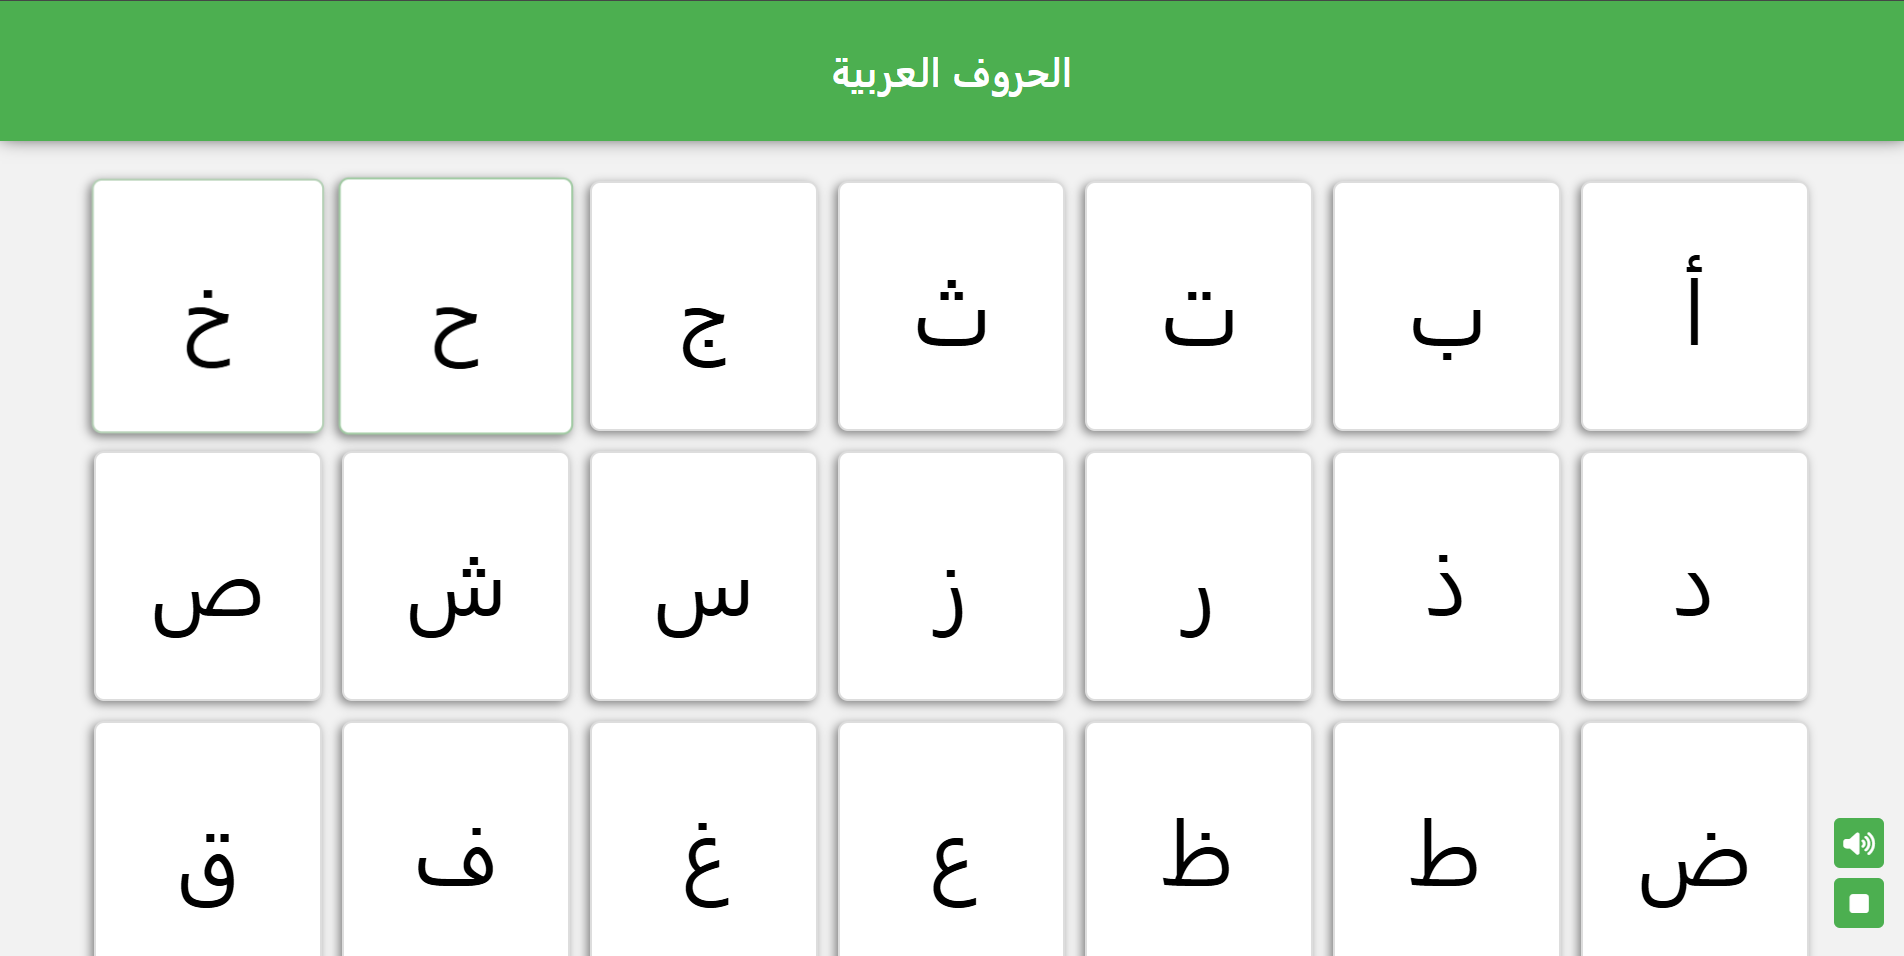 الحروف العربية
أ ب ت ث ج ح خ
د ذ ر ز س ش ص
ض ط ظ ع غ ف ق